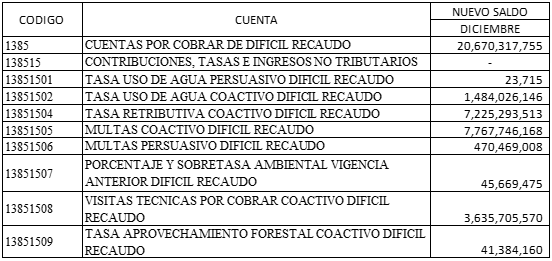 CODIGO CUENTA NUEVO SALDO
DICIEMBRE
1385 CUENTAS POR COBRAR DE DIFICIL RECAUDO 20,670,317,755
138515 CONTRIBUCIONES, TASAS E INGRESOS NO TRIBUTARIOS -
13851501 TASA USO DE AGUA PERSUASIVO DIFICIL RECAUDO 23,715
13851502 TASA USO DE AGUA COACTIVO DIFICIL RECAUDO 1,484,026,146
13851504 TASA RETRIBUTIVA COACTIVO DIFICIL RECAUDO 7,225,293,513
13851505 MULTAS COACTIVO DIFICIL RECAUDO 7,767,746,168
13851506 MULTAS PERSUASIVO DIFICIL RECAUDO 470,469,008
13851507 PORCENTAJE Y SOBRETASA AMBIENTAL VIGENCIA
ANTERIOR DIFICIL RECAUDO 45,669,475
13851508 VISITAS TECNICAS POR COBRAR COACTIVO DIFICIL
RECAUDO 3,635,705,570
13851509 TASA APROVECHAMIENTO FORESTAL COACTIVO DIFICIL
RECAUDO 41,384,160